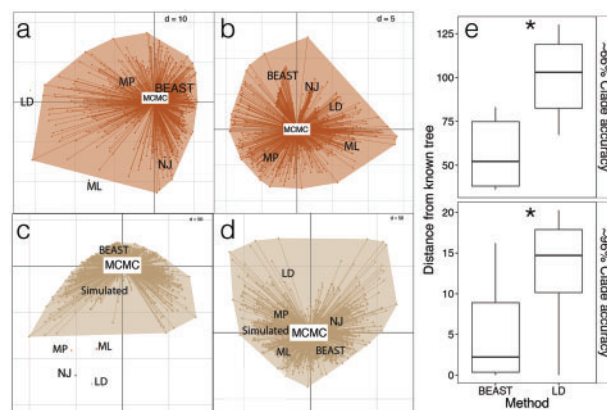 a
d = 10
MP
BEAST
MCMC
LD
NJ
ML
b
d = 5
BEAST
NJ
LD
MCMC
ML
MP
c
BEAST
MCMC
Simulated
MP
ML
NJ
LD
d
LD
MP
NJ
Simulated
MCMC
ML
BEAST
e
*
125
100
75
50
*
20
15
10
5
0
Distance from known tree
Clade accuracy
Clade accuracy
BEAST
LD
Method